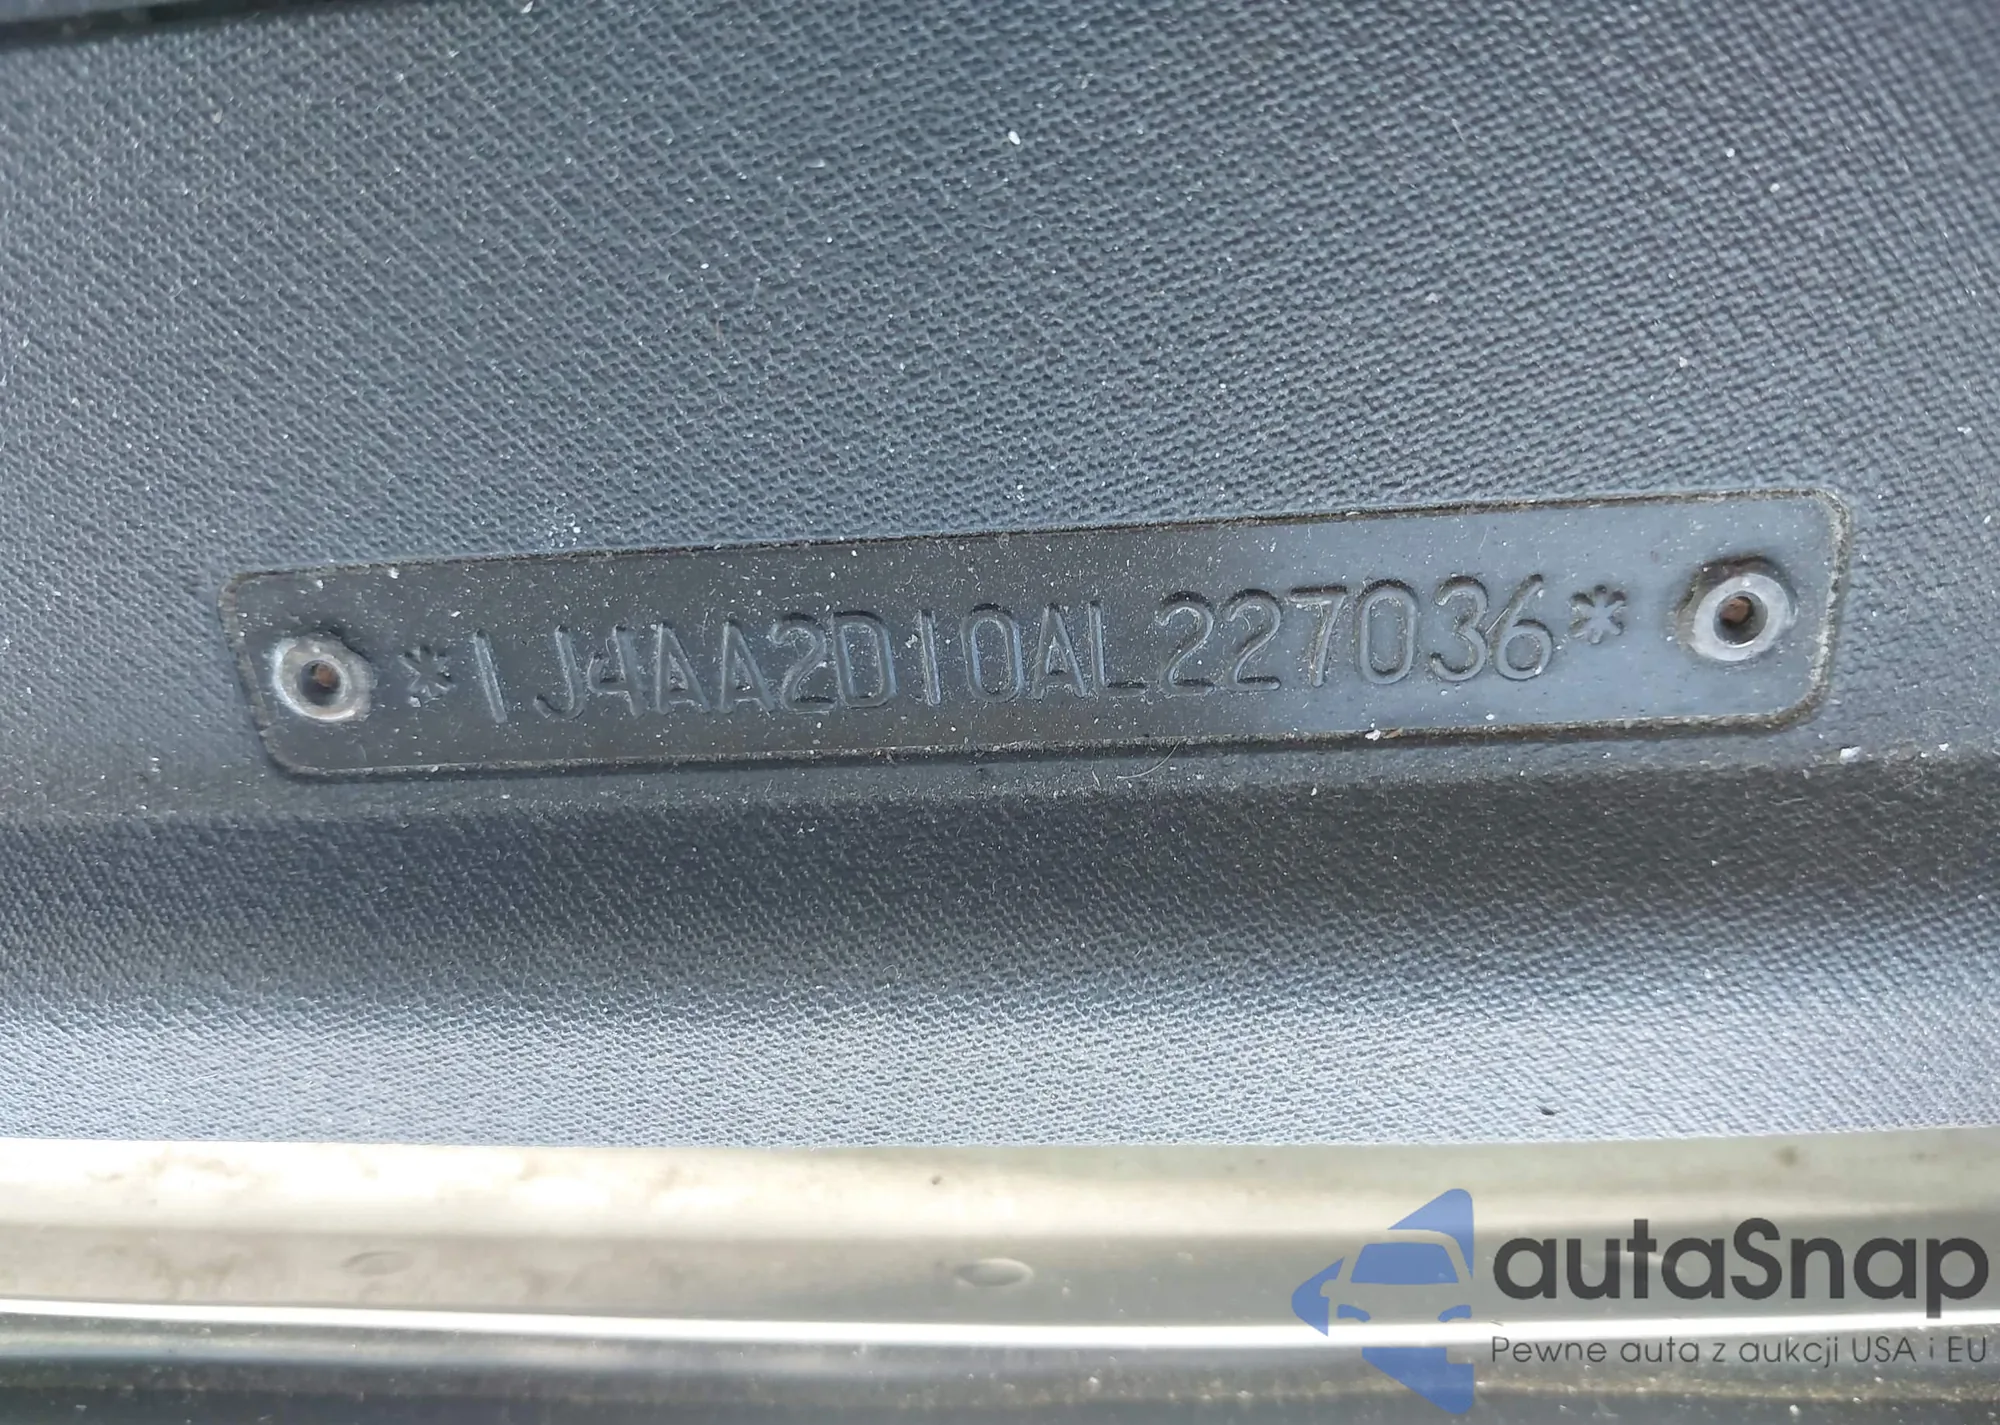 *1J4AA2D10AL227036*
autaSnap
Pewne auta z aukcji USA i EU